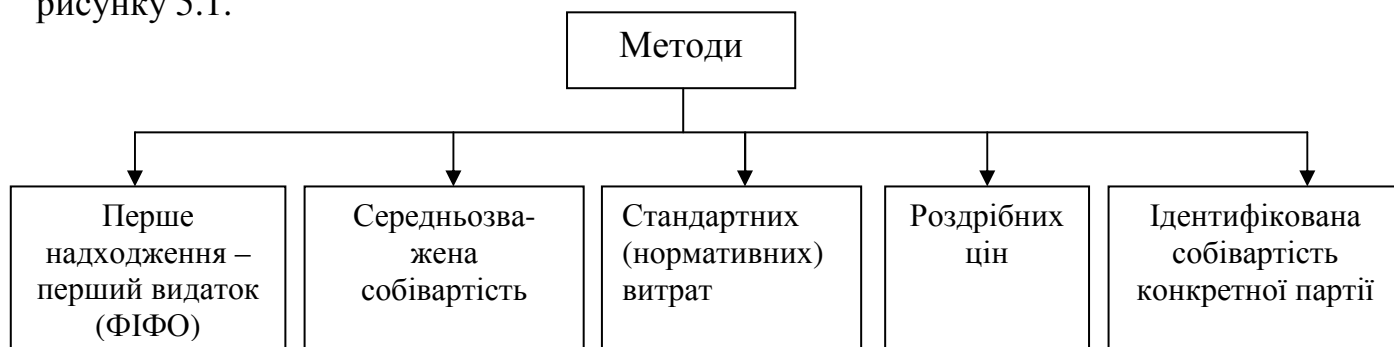 рисунку 5.1.
Методи
Перше
надходження –
перший видаток
(ФІФО)
Середньозва-
жена
собівартість
Стандартних
(нормативних)
витрат
Роздрібних
цін
Ідентифікована
собівартість
конкретної партії